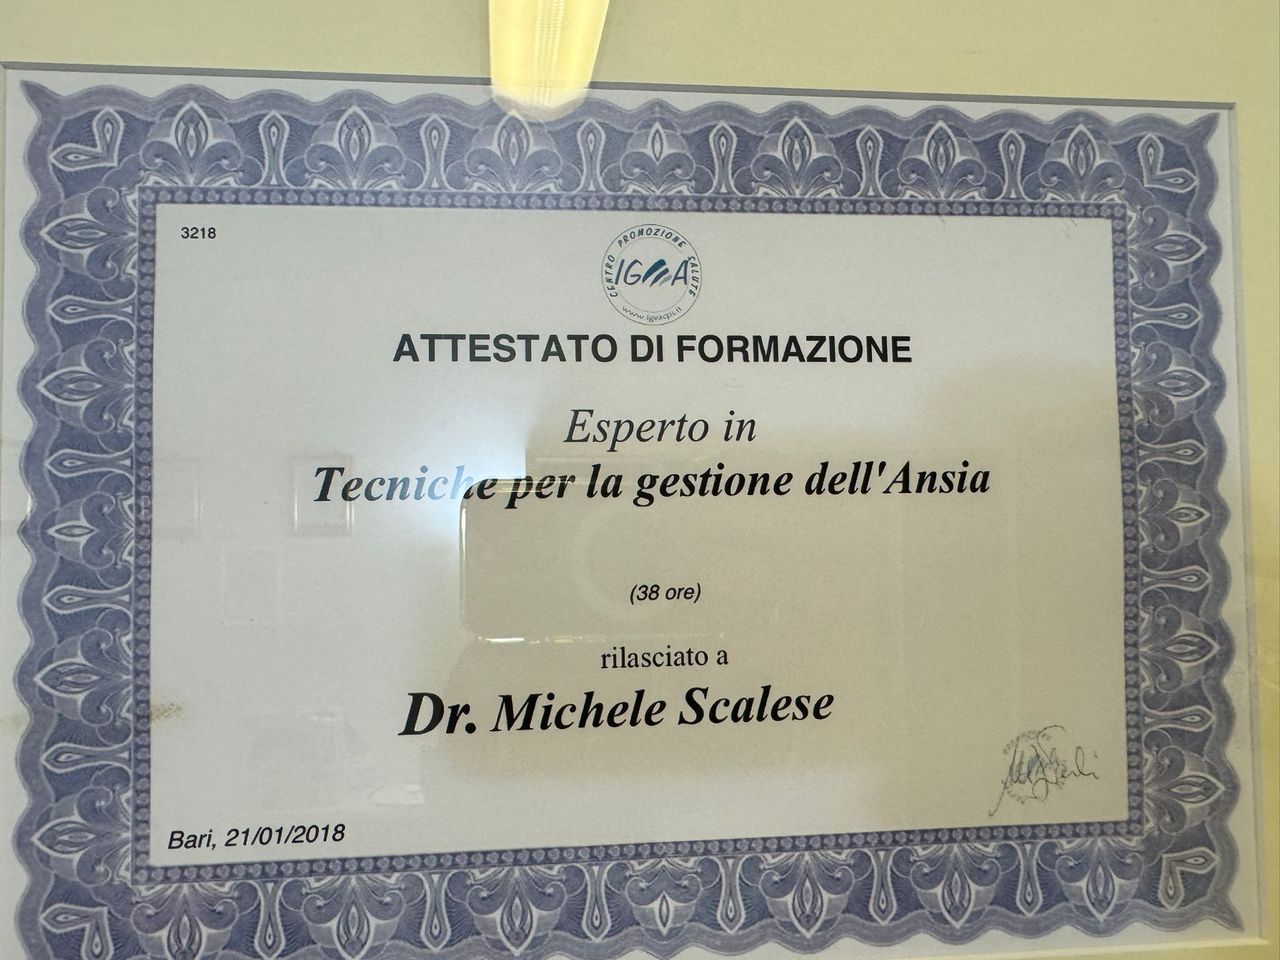 3218
CENTRO PROMOZIONE SALUTE
IGEA
www.igeacps.it
ATTESTATO DI FORMAZIONE
Esperto in
Tecniche per la gestione dell'Ansia
(38 ore)
rilasciato a
Dr. Michele Scalese
Bari, 21/01/2018